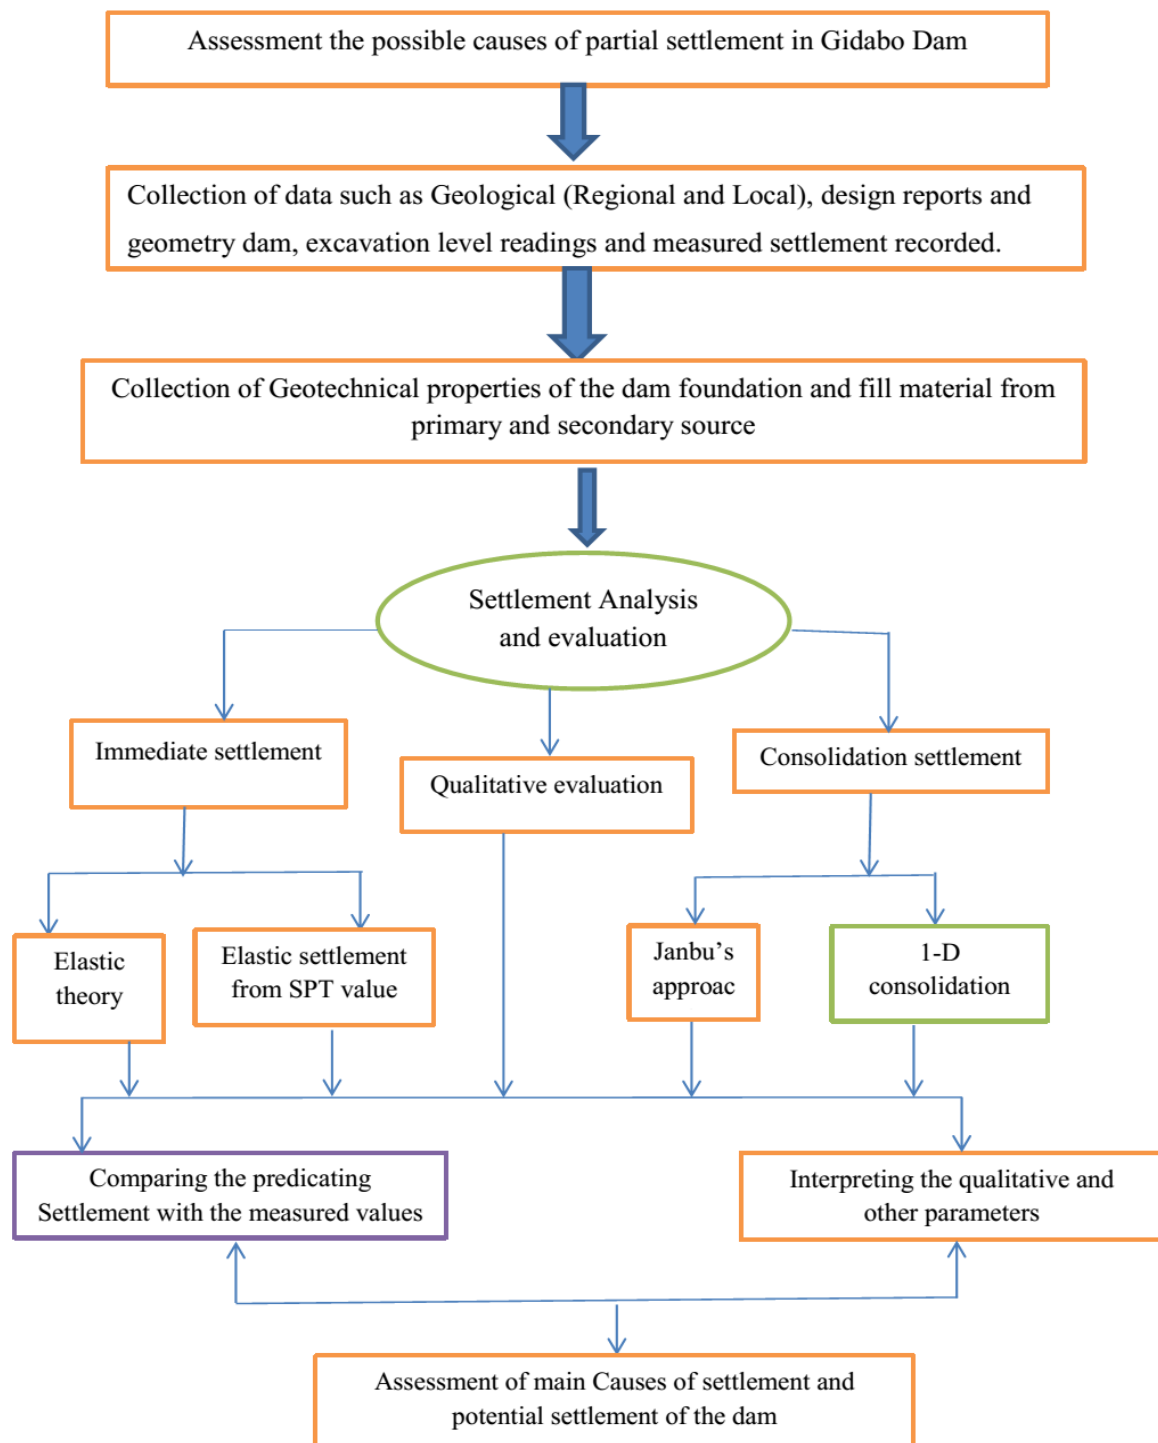 Assessment the possible causes of partial settlement in Gidabo Dam
Collection of data such as Geological (Regional and Local), design reports and
geometry dam, excavation level readings and measured settlement recorded.
Collection of Geotechnical properties of the dam foundation and fill material from
primary and secondary source
Settlement Analysis
and evaluation
Immediate settlement
Qualitative evaluation
Consolidation settlement
Elastic
theory
Elastic settlement
from SPT value
Janbu’s
approac
1-D
consolidation
Comparing the predicating
Settlement with the measured values
Interpreting the qualitative and
other parameters
Assessment of main Causes of settlement and
potential settlement of the dam